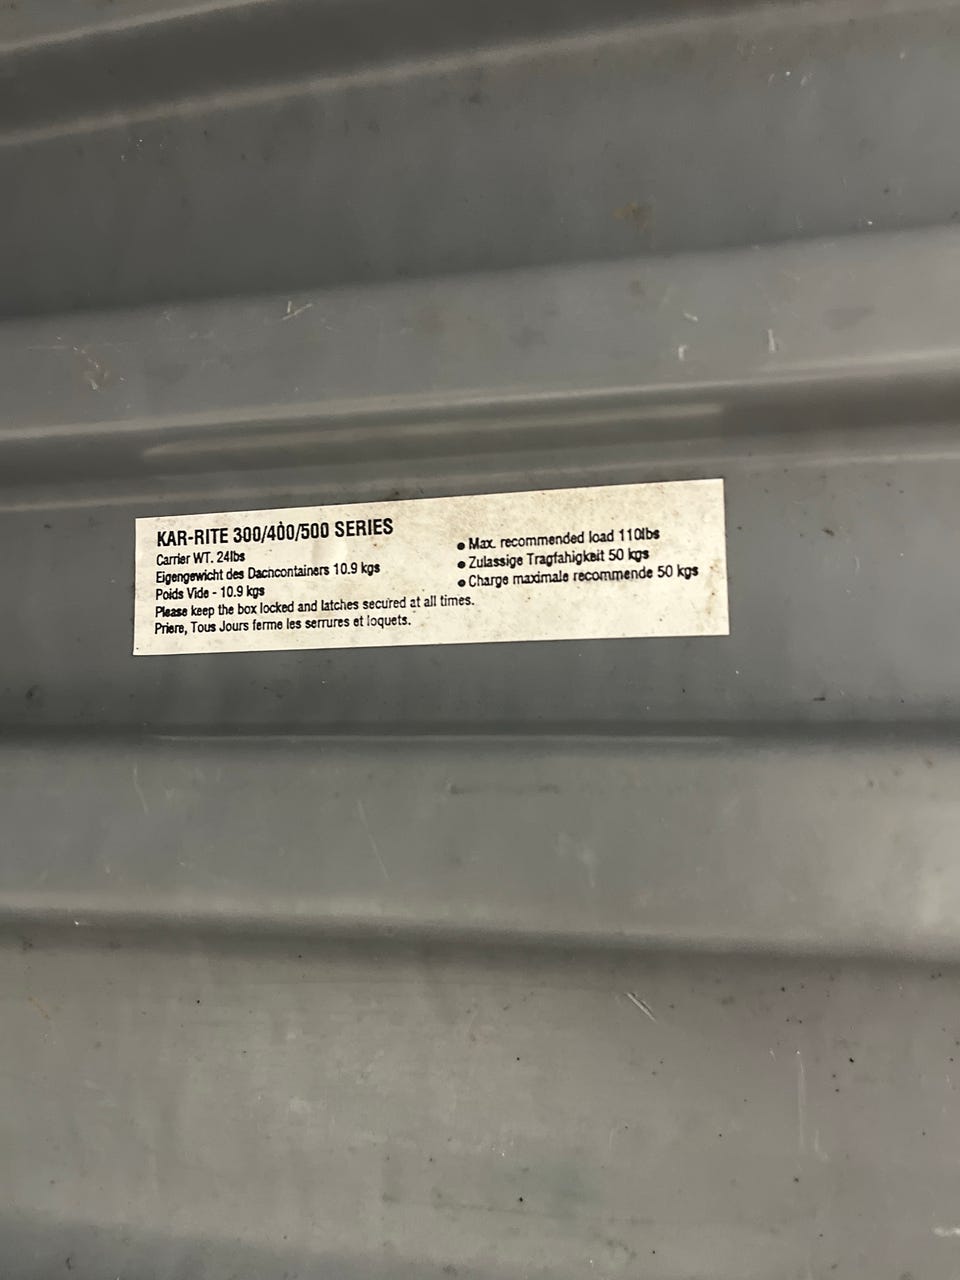 KAR-RITE 300/400/500 SERIES
Carrier WT. 24lbs
Eigengewicht des Dachcontainers 10.9 kgs
Poids Vide - 10.9 kgs
Please keep the box locked and latches secured at all times.
Priere, Tous Jours ferme les serrures et loquets.
● Max. recommended load 110lbs
● Zulassige Tragfahigkeit 50 kgs
● Charge maximale recommende 50 kgs